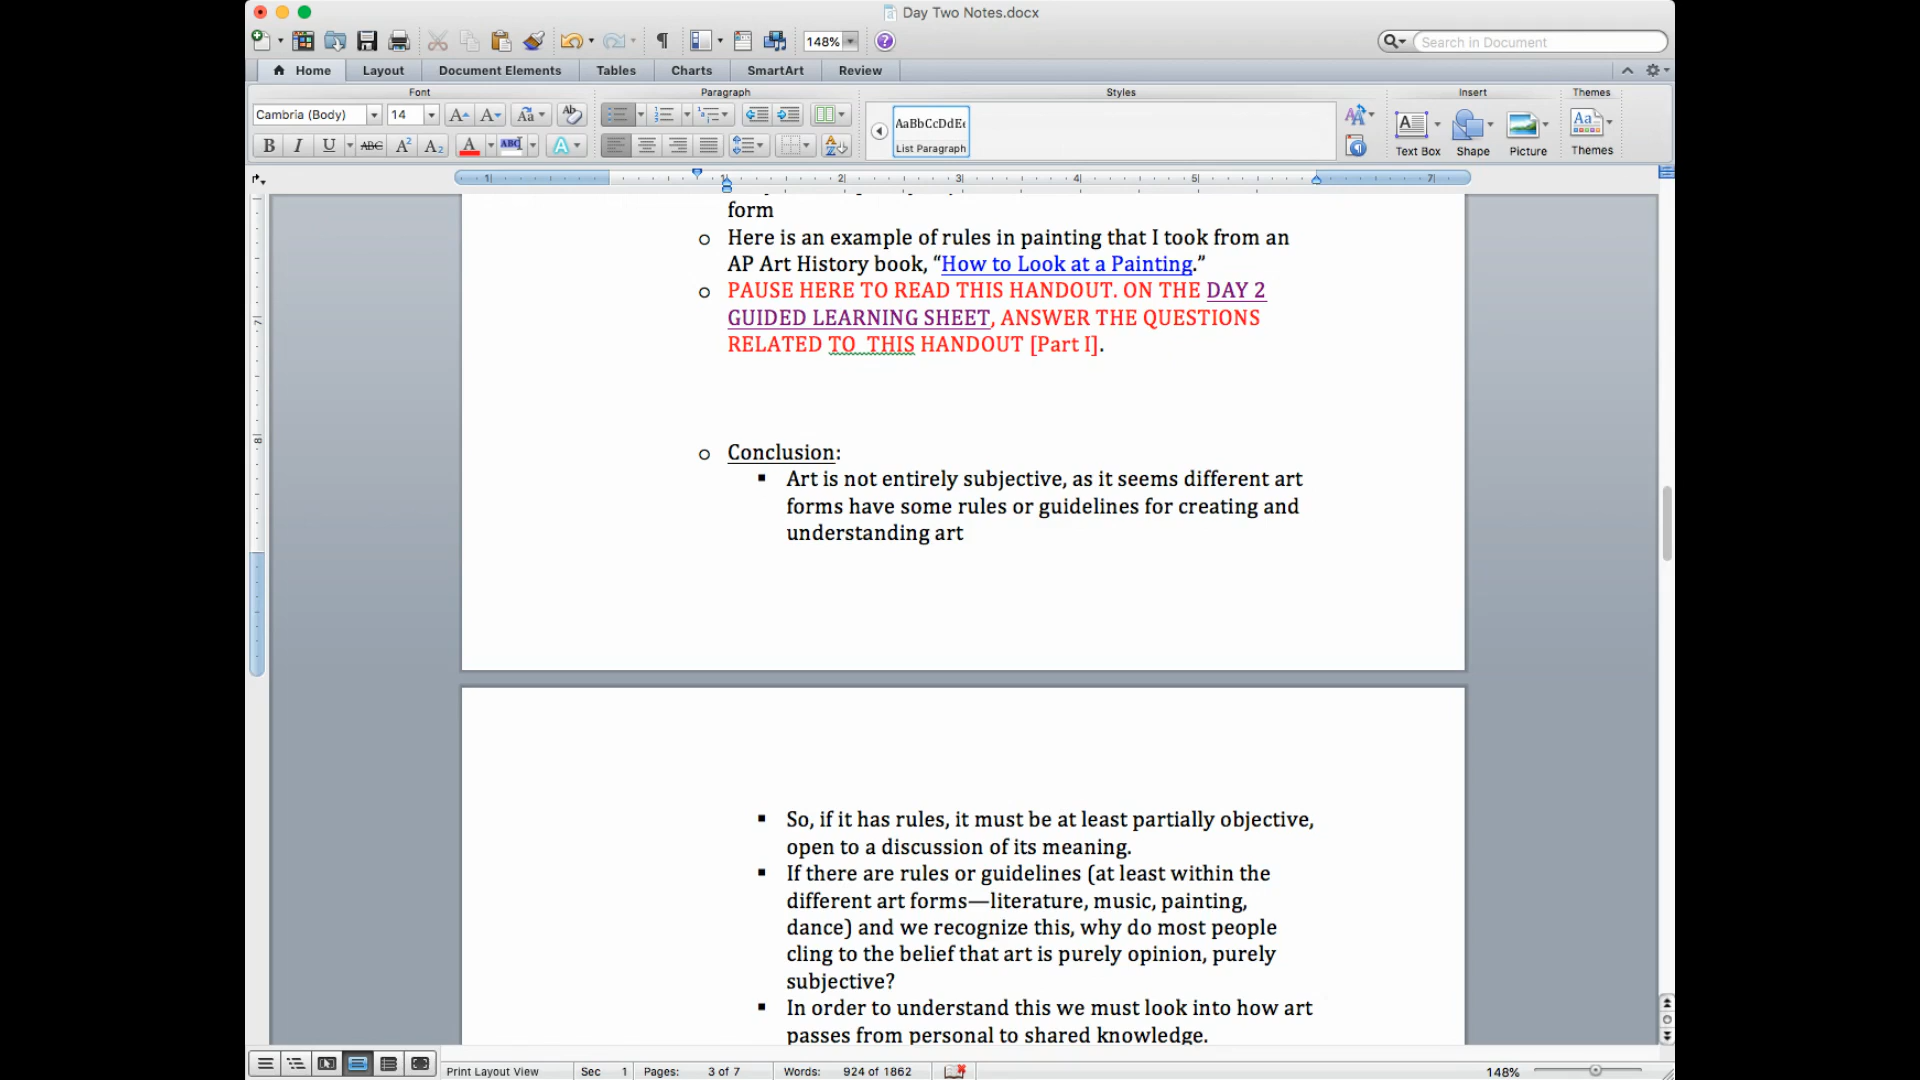 Day Two Notes.docx
148%
Search in Document
Home Layout Document Elements Tables Charts SmartArt Review
Font Paragraph Styles Insert Themes
Cambria (Body) 14
AaBbCcDdEe
List Paragraph
Text Box Shape Picture Themes
form
o Here is an example of rules in painting that I took from an
AP Art History book, “How to Look at a Painting.”
o PAUSE HERE TO READ THIS HANDOUT. ON THE DAY 2
GUIDED LEARNING SHEET, ANSWER THE QUESTIONS
RELATED TO  THIS HANDOUT [Part I].
o Conclusion:
▪ Art is not entirely subjective, as it seems different art
forms have some rules or guidelines for creating and
understanding art
▪ So, if it has rules, it must be at least partially objective,
open to a discussion of its meaning.
▪ If there are rules or guidelines (at least within the
different art forms—literature, music, painting,
dance) and we recognize this, why do most people
cling to the belief that art is purely opinion, purely
subjective?
▪ In order to understand this we must look into how art
passes from personal to shared knowledge.
Print Layout View Sec 1 Pages: 3 of 7 Words: 924 of 1862 148%